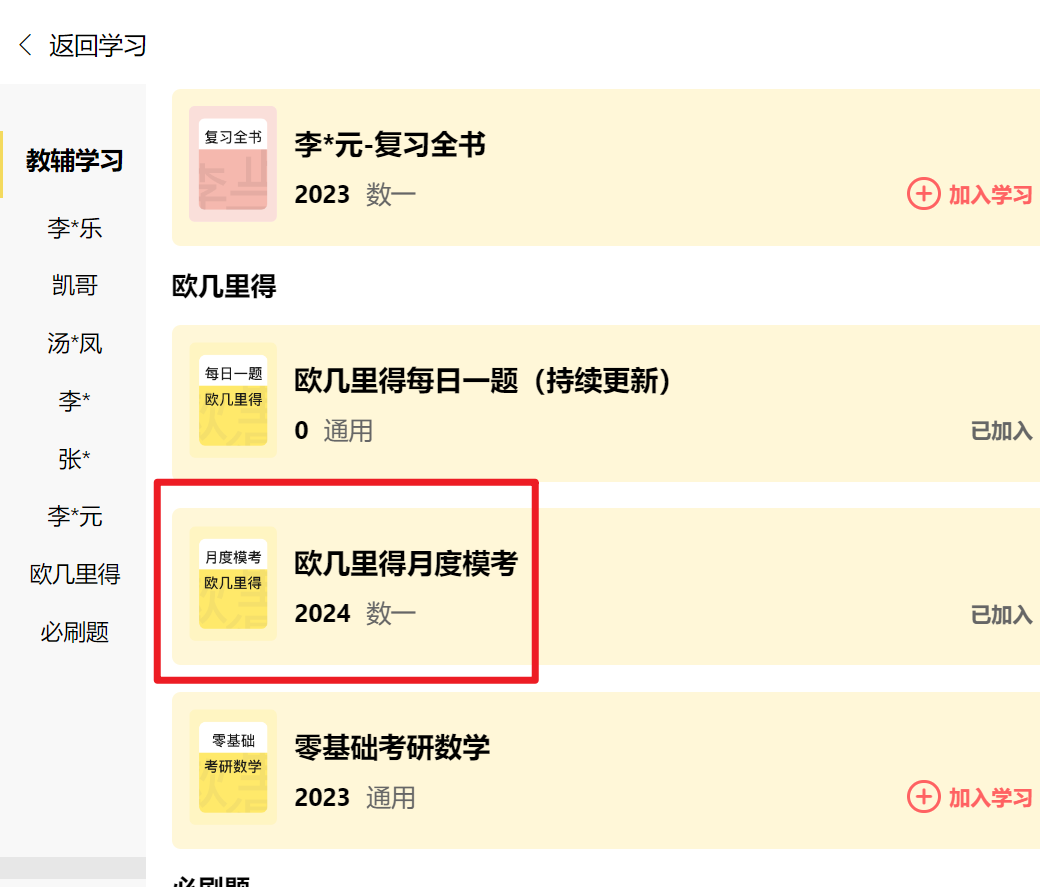 返回学习
教辅学习
李*乐
凯哥
汤*凤
李*
张*
李*元
欧几里得
必刷题
复习全书
李*元-复习全书
2023 数一
加入学习
欧几里得
每日一题
欧几里得
欧几里得每日一题（持续更新）
0 通用
已加入
月度模考
欧几里得
欧几里得月度模考
2024 数一
已加入
零基础
考研数学
零基础考研数学
2023 通用
加入学习
必刷题